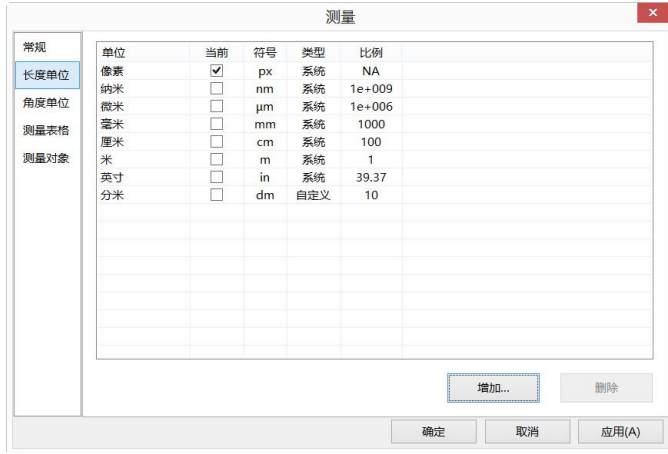 测量
常规
长度单位
角度单位
测量表格
测量对象
单位 当前 符号 类型 比例
像素 px 系统 NA
纳米 nm 系统 1e+009
微米 μm 系统 1e+006
毫米 mm 系统 1000
厘米 cm 系统 100
米 m 系统 1
英寸 in 系统 39.37
分米 dm 自定义 10
增加... 删除
确定 取消 应用(A)